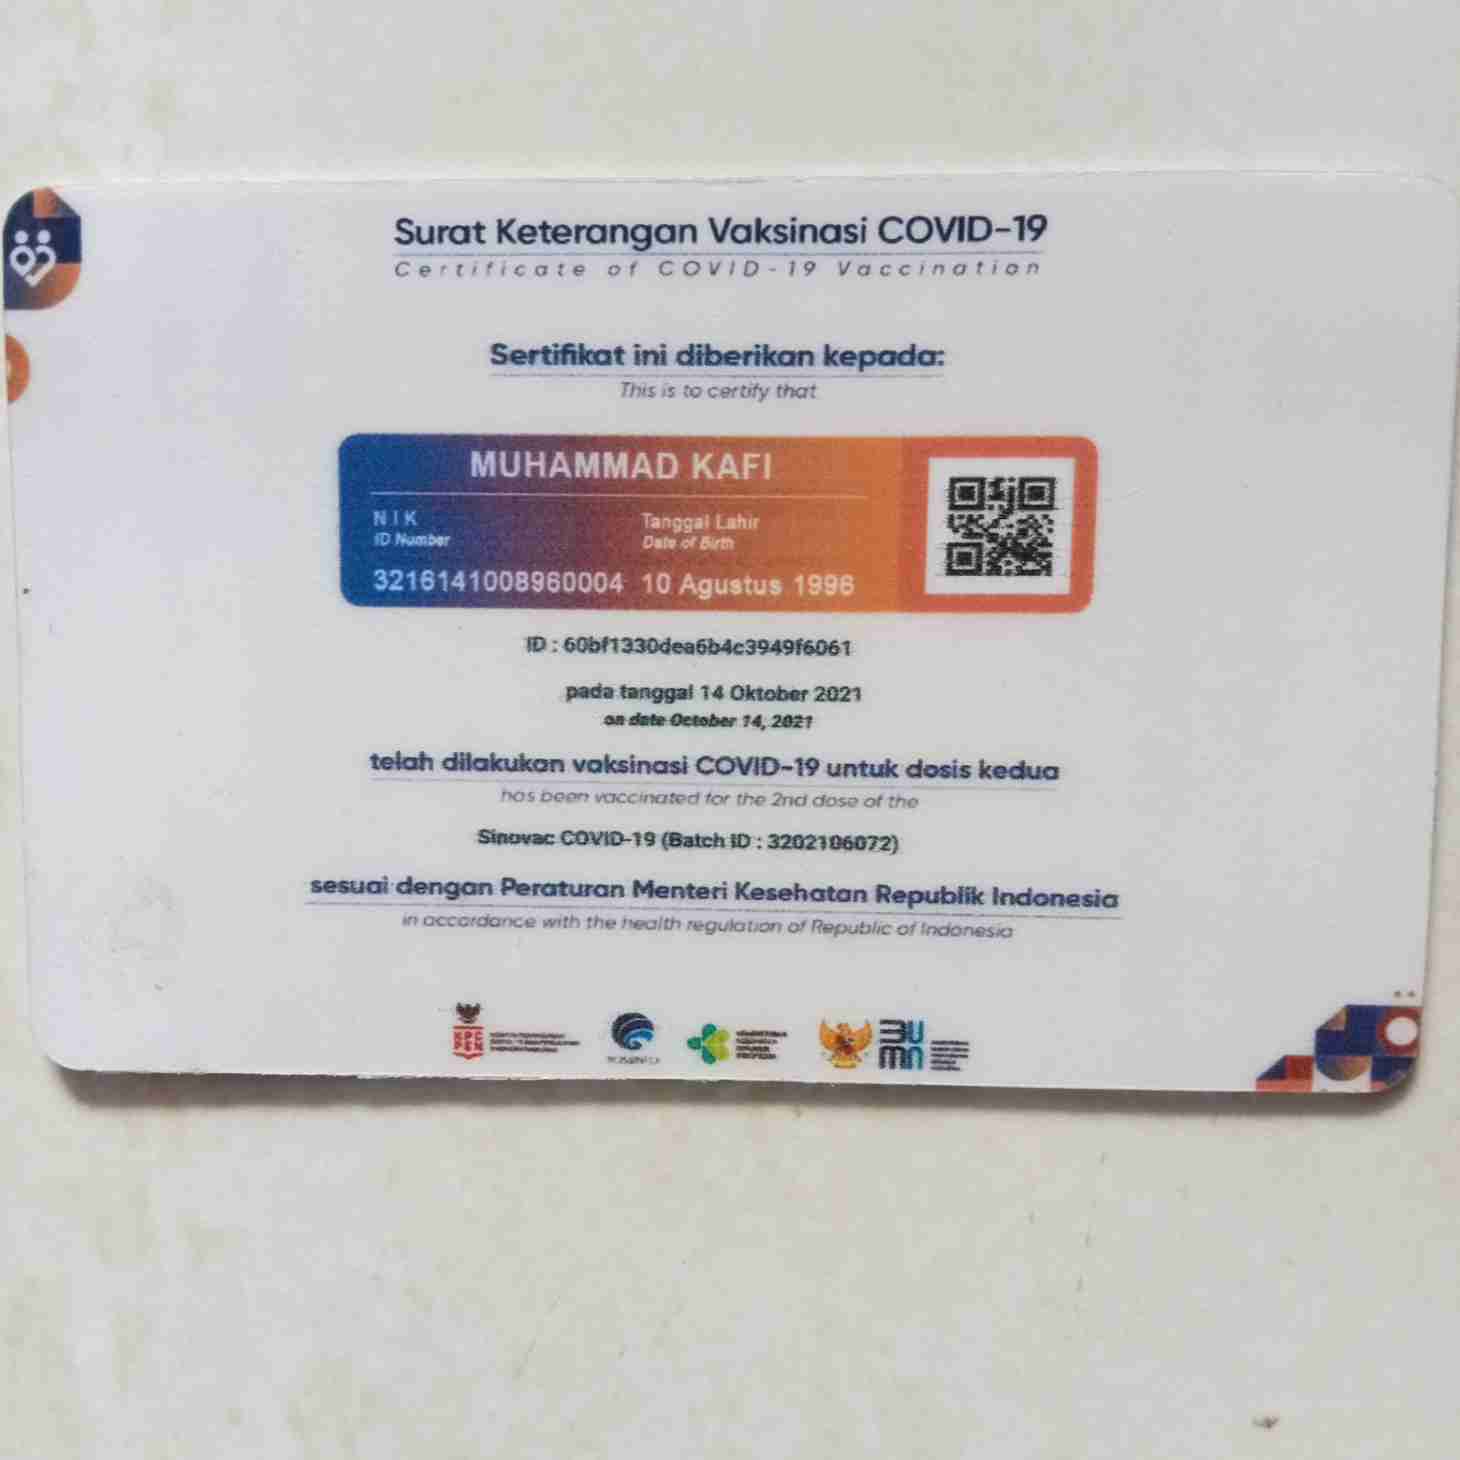 Surat Keterangan Vaksinasi COVID-19
Certificate of COVID-19 Vaccination
Sertifikat ini diberikan kepada:
This is to certify that
MUHAMMAD KAFI
NIK
Tanggal Lahir
ID Number
Date of Birth
3216141008960004 10 Agustus 1996
ID : 60bf1330dea6b4c3949f6061
pada tanggal 14 Oktober 2021
on date October 14, 2021
telah dilakukan vaksinasi COVID-19 untuk dosis kedua
has been vaccinated for the 2nd dose of the
Sinovac COVID-19 (Batch ID : 3202106072)
sesuai dengan Peraturan Menteri Kesehatan Republik Indonesia
in accordance with the health regulation of Republic of Indonesia